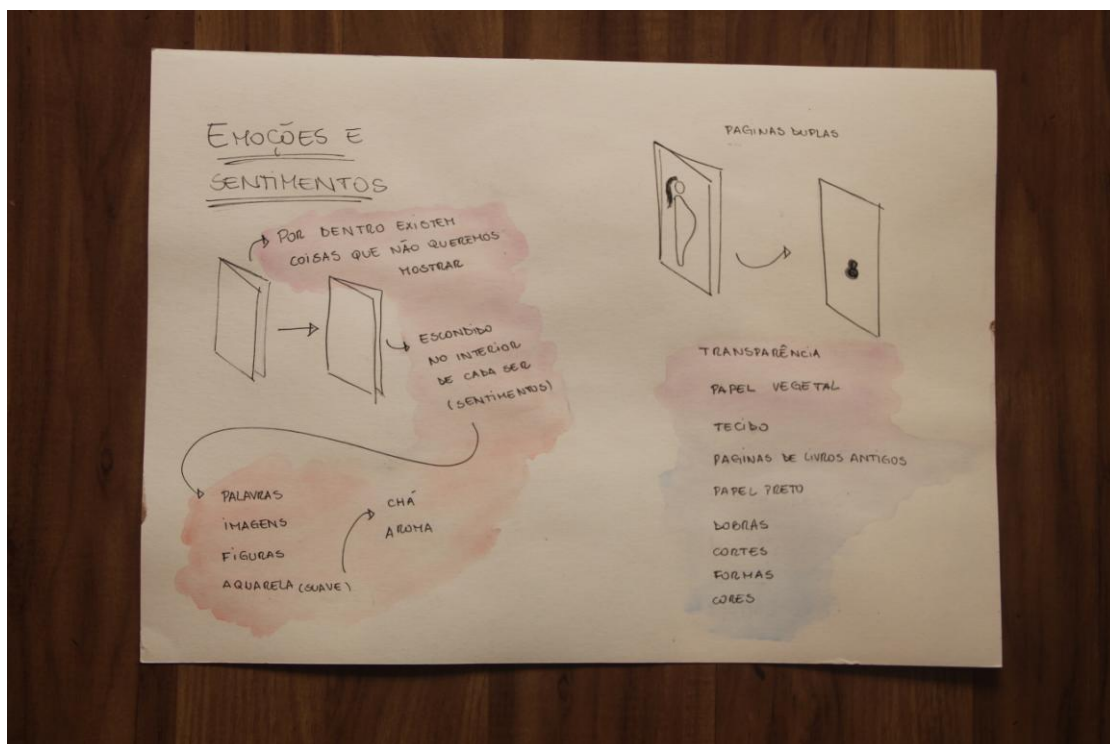 EMOÇÕES E
SENTIMENTOS
POR DENTRO EXISTEM
COISAS QUE NÃO QUEREMOS
MOSTRAR
ESCONDIDO
NO INTERIOR
DE CADA SER
(SENTIMENTOS)
PALAVRAS
IMAGENS
FIGURAS
AQUARELA (SUAVE)
CHÁ
AROMA
PAGINAS DUPLAS
TRANSPARÊNCIA
PAPEL VEGETAL
TECIDO
PAGINAS DE LIVROS ANTIGOS
PAPEL PRETO
DOBRAS
CORTES
FORMAS
CORES